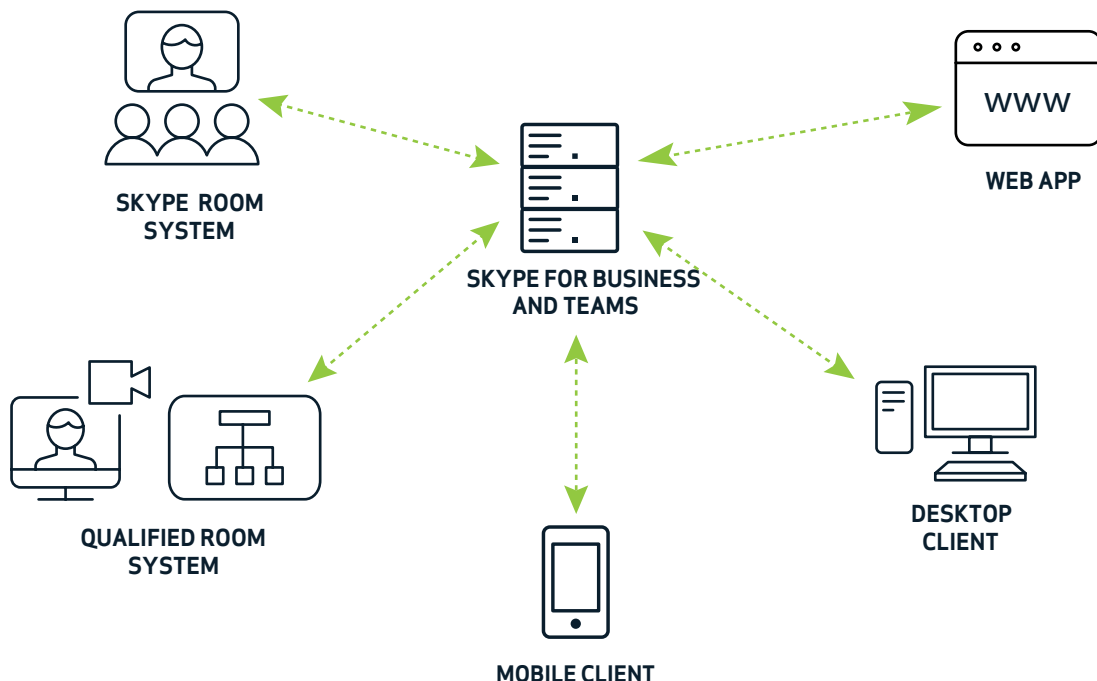 WWW
WEB APP
SKYPE ROOM
SYSTEM
SKYPE FOR BUSINESS
AND TEAMS
QUALIFIED ROOM
SYSTEM
DESKTOP
CLIENT
MOBILE CLIENT